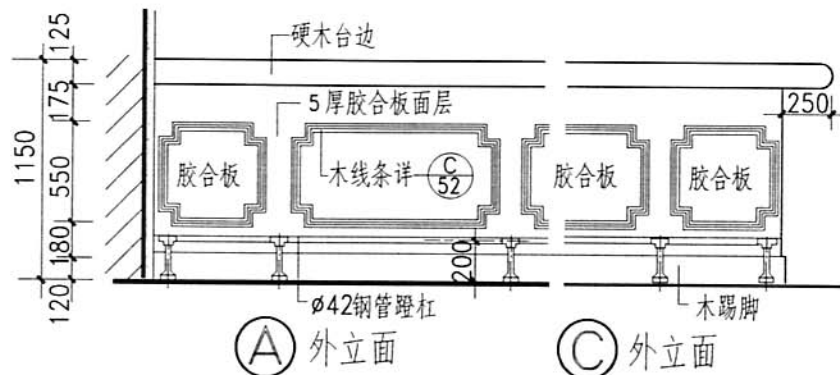 硬木台边
125
175
250
5厚胶合板面层
1150
550
胶合板
木线条详
C
52
胶合板
胶合板
180
200
120
ø42钢管蹬杠
木踢脚
A 外立面
C 外立面